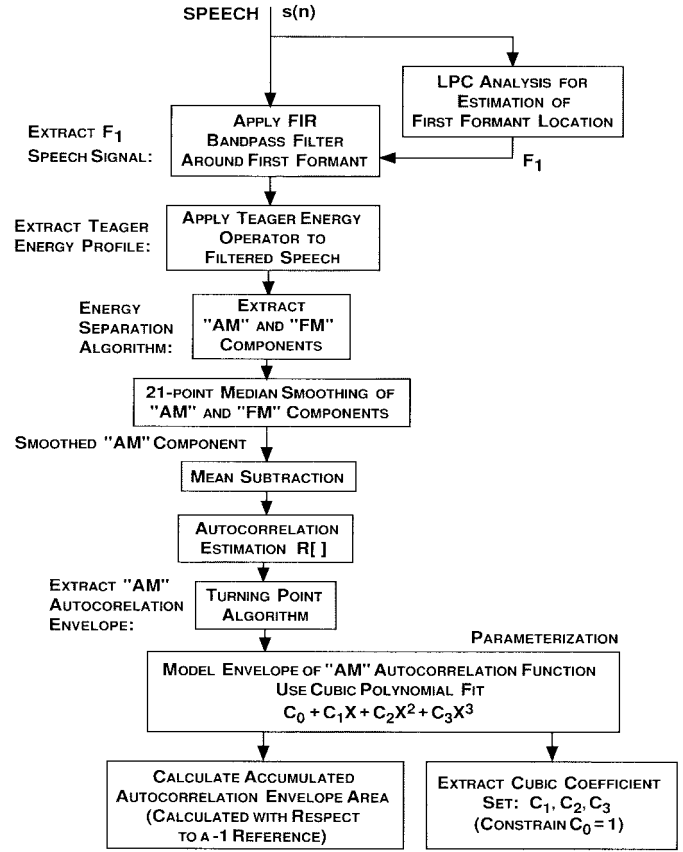 SPEECH s(n)
LPC ANALYSIS FOR
ESTIMATION OF
FIRST FORMANT LOCATION
EXTRACT F1
SPEECH SIGNAL:
APPLY FIR
BANDPASS FILTER
AROUND FIRST FORMANT
F1
EXTRACT TEAGER
ENERGY PROFILE:
APPLY TEAGER ENERGY
OPERATOR TO
FILTERED SPEECH
ENERGY
SEPARATION
ALGORITHM:
EXTRACT
"AM" AND "FM"
COMPONENTS
21-POINT MEDIAN SMOOTHING OF
"AM" AND "FM" COMPONENTS
SMOOTHED "AM" COMPONENT
MEAN SUBTRACTION
AUTOCORRELATION
ESTIMATION R[ ]
EXTRACT "AM"
AUTOCORELATION
ENVELOPE:
TURNING POINT
ALGORITHM
PARAMETERIZATION
MODEL ENVELOPE OF "AM" AUTOCORRELATION FUNCTION
USE CUBIC POLYNOMIAL FIT
C0 + C1X + C2X² + C3X³
CALCULATE ACCUMULATED
AUTOCORRELATION ENVELOPE AREA
(CALCULATED WITH RESPECT
TO A -1 REFERENCE)
EXTRACT CUBIC COEFFICIENT
SET: C1, C2, C3
(CONSTRAIN C0 = 1)